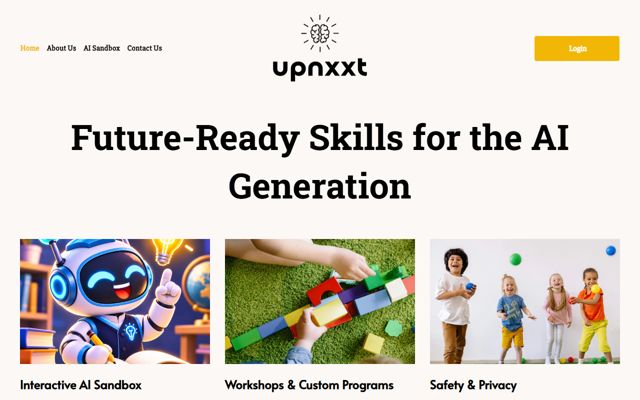 Home About Us AI Sandbox Contact Us
upnxxt
Login
Future-Ready Skills for the AI
Generation
Interactive AI Sandbox
Workshops & Custom Programs
Safety & Privacy